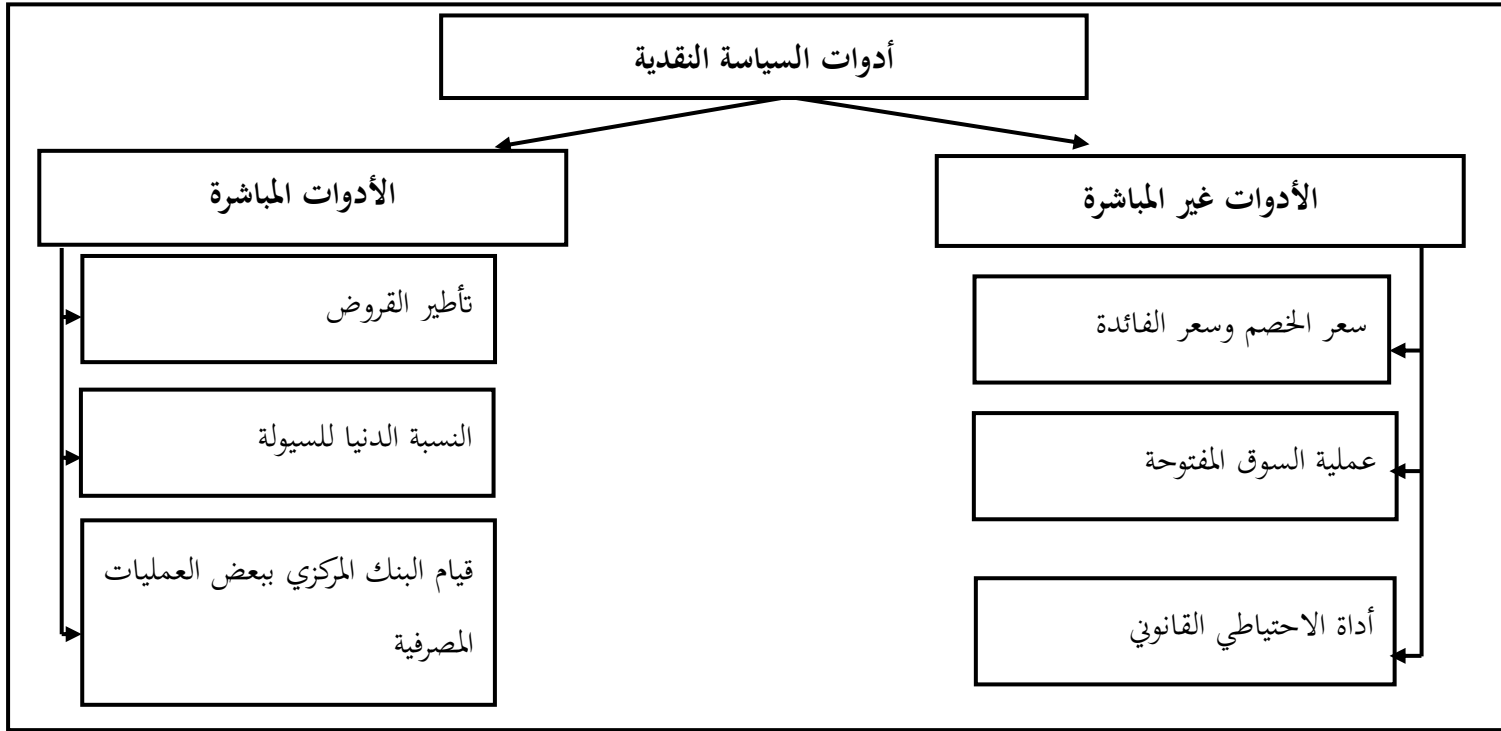 أدوات السياسة النقدية
الأدوات غير المباشرة
سعر الخصم وسعر الفائدة
عملية السوق المفتوحة
أداة الاحتياطي القانوني
الأدوات المباشرة
تأطير القروض
النسبة الدنيا للسيولة
قيام البنك المركزي ببعض العمليات
المصرفية